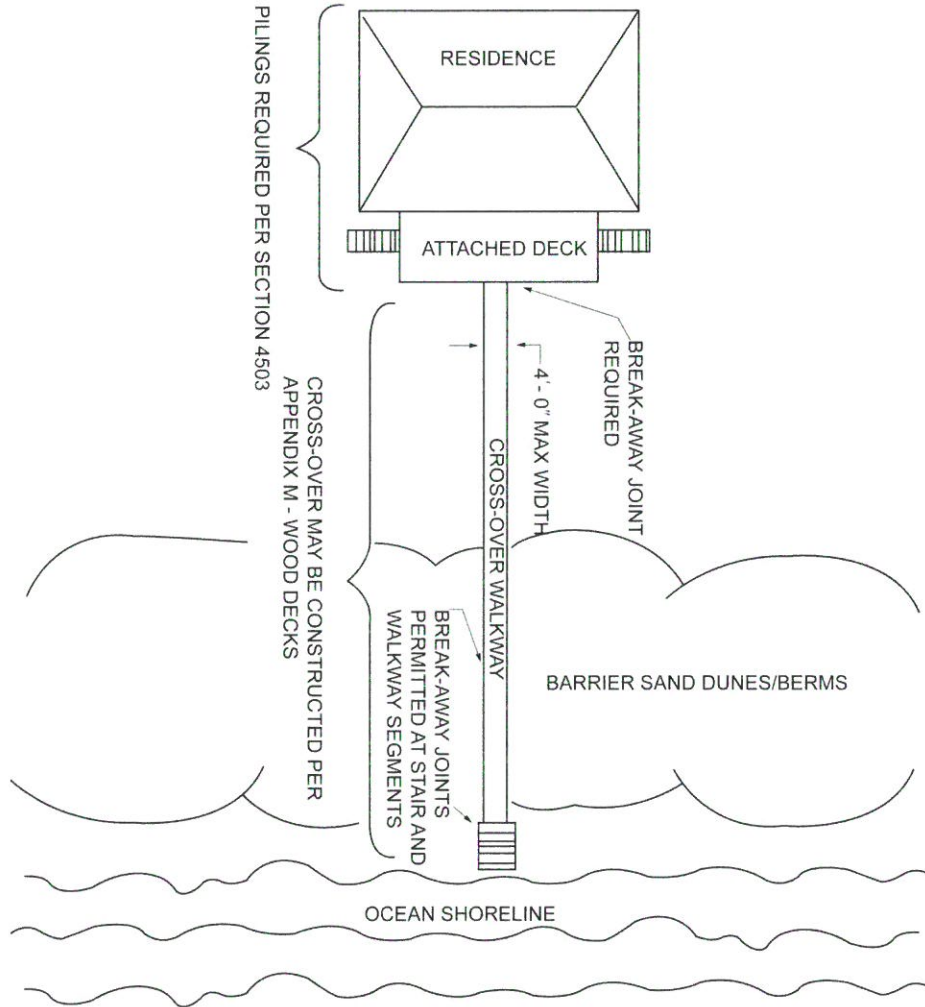 RESIDENCE
PILINGS REQUIRED PER SECTION 4503
ATTACHED DECK
BREAK-AWAY JOINT
REQUIRED
4'- 0" MAX WIDTH
CROSS-OVER WALKWAY
CROSS-OVER MAY BE CONSTRUCTED PER
APPENDIX M - WOOD DECKS
BREAK-AWAY JOINTS
PERMITTED AT STAIR AND
WALKWAY SEGMENTS
BARRIER SAND DUNES/BERMS
OCEAN SHORELINE